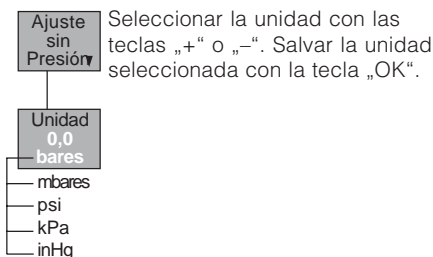 Ajuste
sin
Presión
Seleccionar la unidad con las
teclas „+“ o „–“. Salvar la unidad
seleccionada con la tecla „OK“.
Unidad
0,0
bares
mbares
psi
kPa
inHg